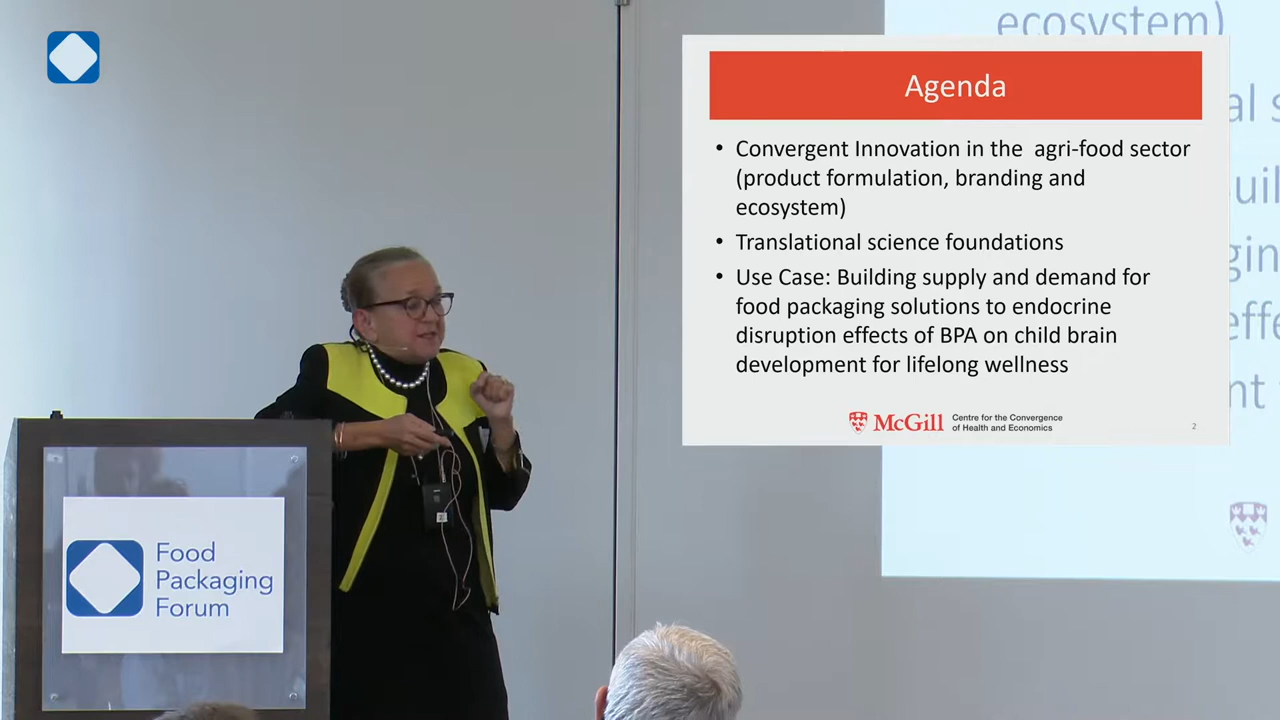 Agenda
• Convergent Innovation in the agri-food sector
(product formulation, branding and
ecosystem)
• Translational science foundations
• Use Case: Building supply and demand for
food packaging solutions to endocrine
disruption effects of BPA on child brain
development for lifelong wellness
McGill
Centre for the Convergence
of Health and Economics
2
ecosystem)
Food
Packaging
Forum